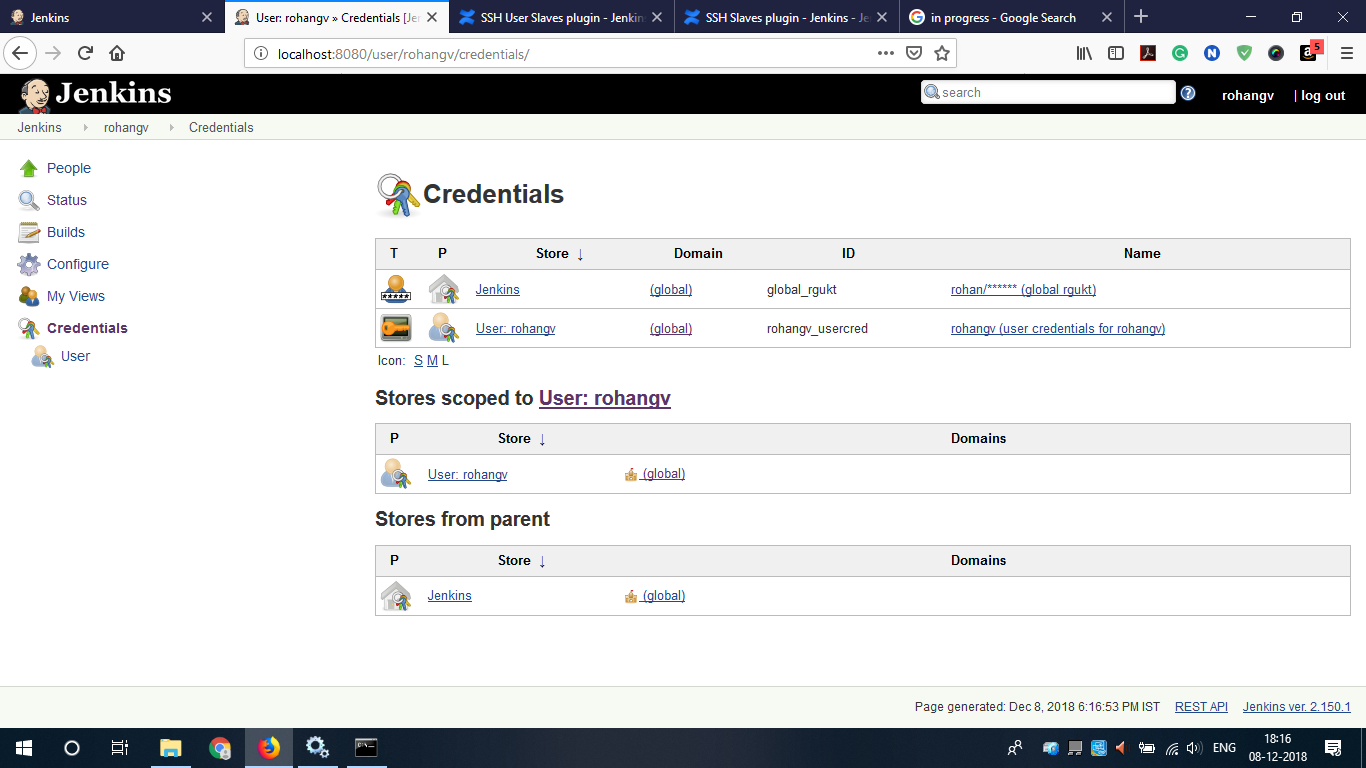 Jenkins
User: rohangv » Credentials [Je
SSH User Slaves plugin - Jenkin
SSH Slaves plugin - Jenkins - Je
in progress - Google Search
localhost:8080/user/rohangv/credentials/
5
Jenkins
search
rohangv
| log out
Jenkins
rohangv
Credentials
People
Status
Builds
Configure
My Views
Credentials
User
Credentials
T P Store ↓ Domain ID Name
Jenkins (global) global_rgukt rohan/****** (global rgukt)
User: rohangv (global) rohangv_usercred rohangv (user credentials for rohangv)
Icon: S M L
Stores scoped to User: rohangv
P Store ↓ Domains
User: rohangv (global)
Stores from parent
P Store ↓ Domains
Jenkins (global)
Page generated: Dec 8, 2018 6:16:53 PM IST REST API Jenkins ver. 2.150.1
ENG
18:16
08-12-2018